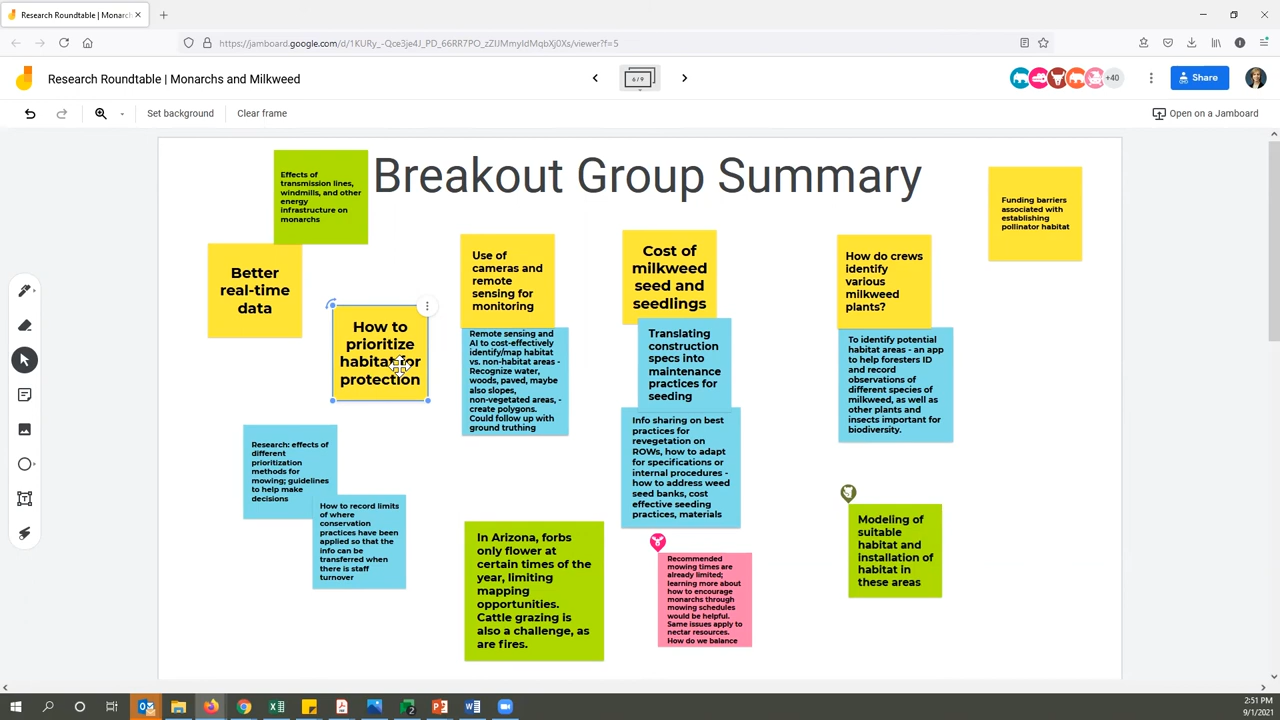 Research Roundtable | Monarch
https://jamboard.google.com/d/1KURy_-Qce3je4J_PD_66RR7PO_zZIJMmyIdMqbXj0Xs/viewer?f=5
Research Roundtable | Monarchs and Milkweed
6/9
+40
Share
Set background
Clear frame
Open on a Jamboard
Breakout Group Summary
Effects of
transmission lines,
windmills, and other
energy
infrastructure on
monarchs
Funding barriers
associated with
establishing
pollinator habitat
Better
real-time
data
How to
prioritize
habitat for
protection
Use of
cameras and
remote
sensing for
monitoring
Remote sensing and
AI to cost-effectively
identify/map habitat
vs. non-habitat areas -
Recognize water,
woods, paved, maybe
also slopes,
non-vegetated areas, -
create polygons.
Could follow up with
ground truthing
Cost of
milkweed
seed and
seedlings
Translating
construction
specs into
maintenance
practices for
seeding
Info sharing on best
practices for
revegetation on
ROWs, how to adapt
for specifications or
internal procedures -
how to address weed
seed banks, cost
effective seeding
practices, materials
How do crews
identify
various
milkweed
plants?
To identify potential
habitat areas - an app
to help foresters ID
and record
observations of
different species of
milkweed, as well as
other plants and
insects important for
biodiversity.
Research: effects of
different
prioritization
methods for
mowing; guidelines
to help make
decisions
How to record limits
of where
conservation
practices have been
applied so that the
info can be
transferred when
there is staff
turnover
In Arizona, forbs
only flower at
certain times of the
year, limiting
mapping
opportunities.
Cattle grazing is
also a challenge, as
are fires.
Recommended
mowing times are
already limited;
learning more about
how to encourage
monarchs through
mowing schedules
would be helpful.
Same issues apply to
nectar resources.
How do we balance
Modeling of
suitable
habitat and
installation of
habitat in
these areas
2:51 PM
9/1/2021